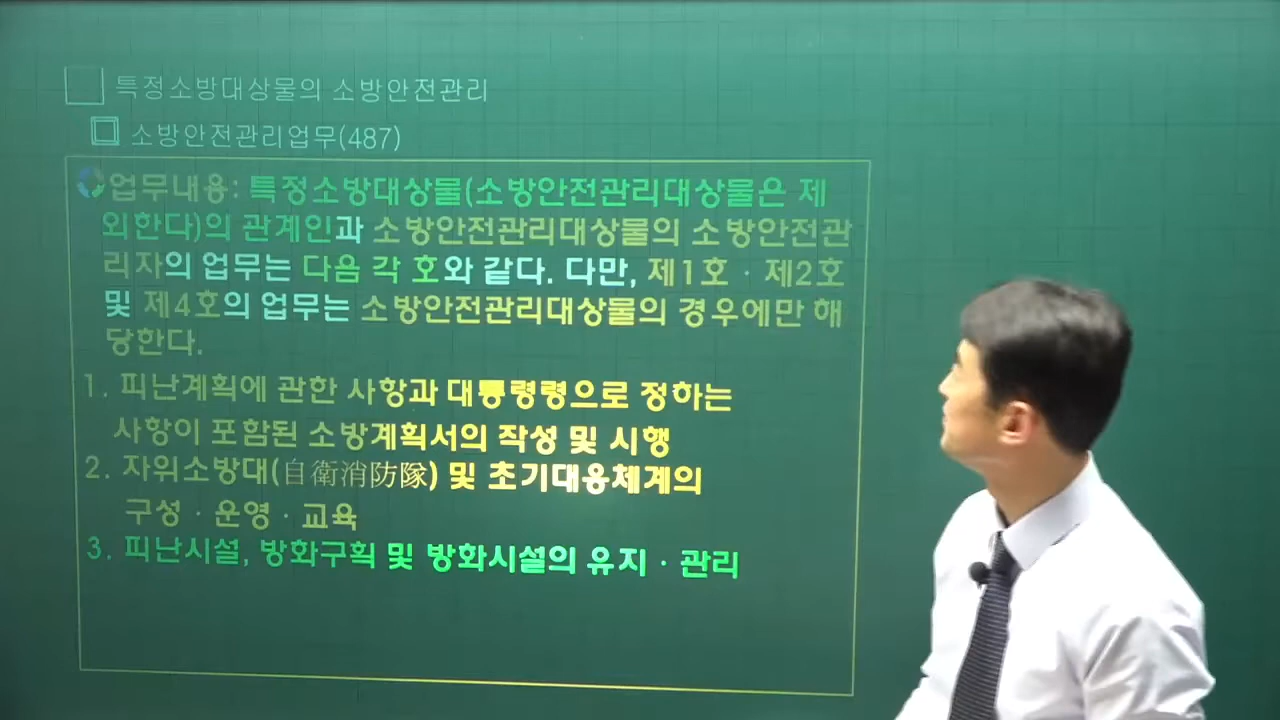 특정소방대상물의 소방안전관리
소방안전관리업무(487)
업무내용: 특정소방대상물(소방안전관리대상물은 제
외한다)의 관계인과 소방안전관리대상물의 소방안전관
리자의 업무는 다음 각 호와 같다. 다만, 제1호 · 제2호
및 제4호의 업무는 소방안전관리대상물의 경우에만 해
당한다.
1. 피난계획에 관한 사항과 대통령령으로 정하는
사항이 포함된 소방계획서의 작성 및 시행
2. 자위소방대(自衛消防隊) 및 초기대응체계의
구성 · 운영 · 교육
3. 피난시설, 방화구획 및 방화시설의 유지 · 관리